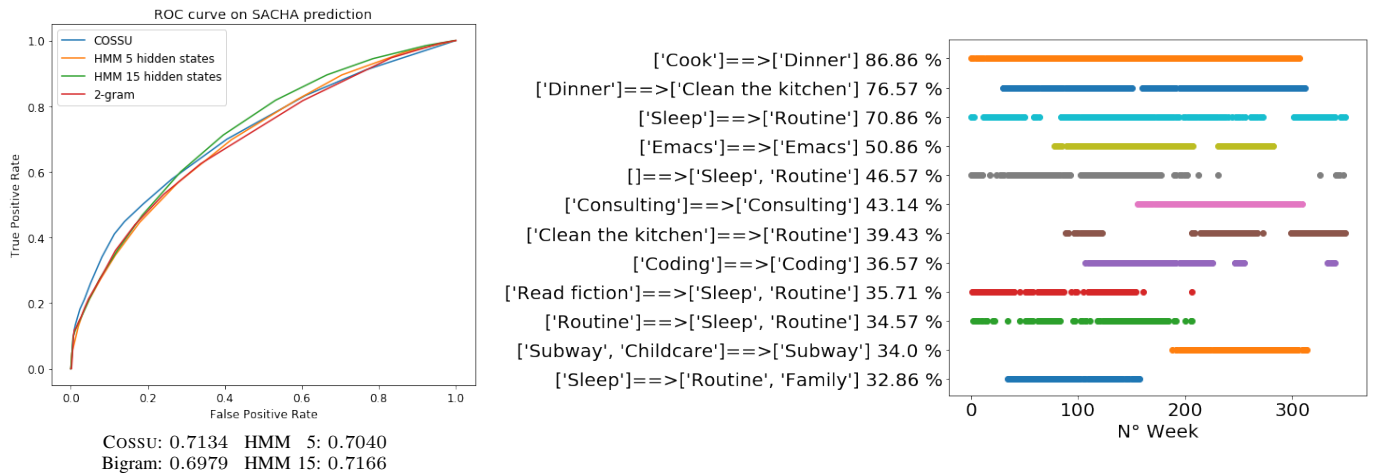 ROC curve on SACHA prediction
COSSU
HMM 5 hidden states
HMM 15 hidden states
2-gram
True Positive Rate
1.0
0.8
0.6
0.4
0.2
0.0
0.0 0.2 0.4 0.6 0.8 1.0
False Positive Rate
COSSU: 0.7134 HMM 5: 0.7040
Bigram: 0.6979 HMM 15: 0.7166
['Cook']==>['Dinner'] 86.86 %
['Dinner']==>['Clean the kitchen'] 76.57 %
['Sleep']==>['Routine'] 70.86 %
['Emacs']==>['Emacs'] 50.86 %
[]==>['Sleep', 'Routine'] 46.57 %
['Consulting']==>['Consulting'] 43.14 %
['Clean the kitchen']==>['Routine'] 39.43 %
['Coding']==>['Coding'] 36.57 %
['Read fiction']==>['Sleep', 'Routine'] 35.71 %
['Routine']==>['Sleep', 'Routine'] 34.57 %
['Subway', 'Childcare']==>['Subway'] 34.0 %
['Sleep']==>['Routine', 'Family'] 32.86 %
0 100 200 300
N° Week